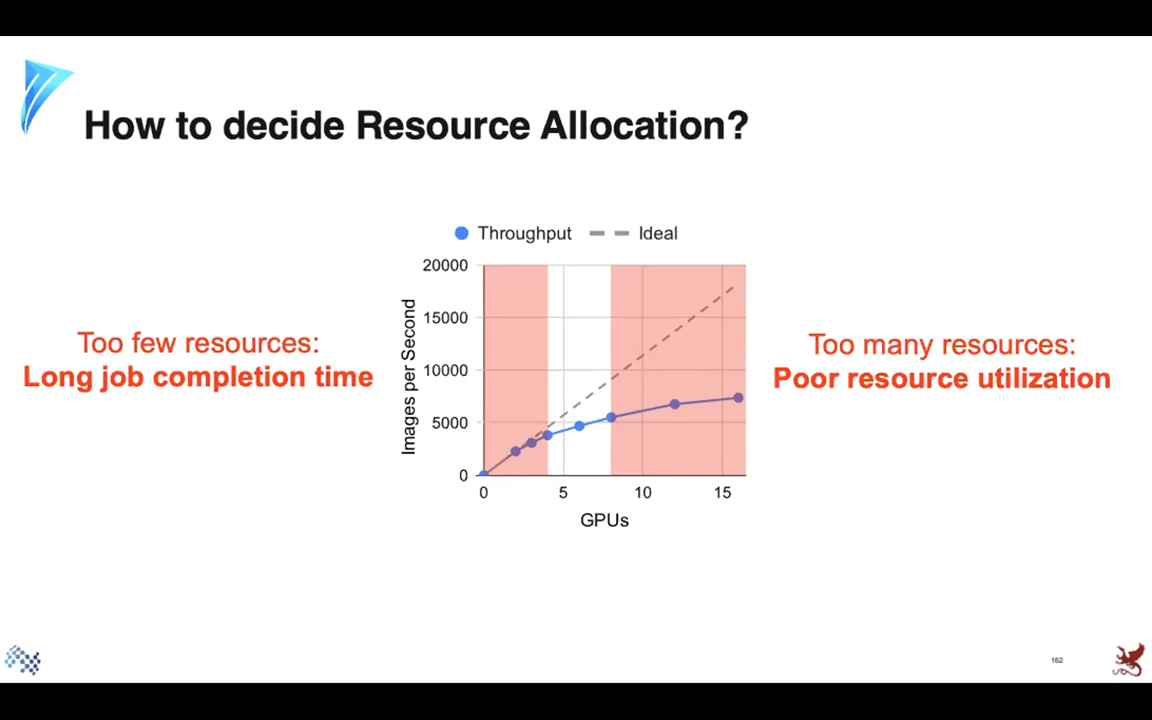 How to decide Resource Allocation?
Throughput
Ideal
20000
15000
10000
5000
0
Images per Second
0
5
10
15
GPUs
Too few resources:
Long job completion time
Too many resources:
Poor resource utilization
162